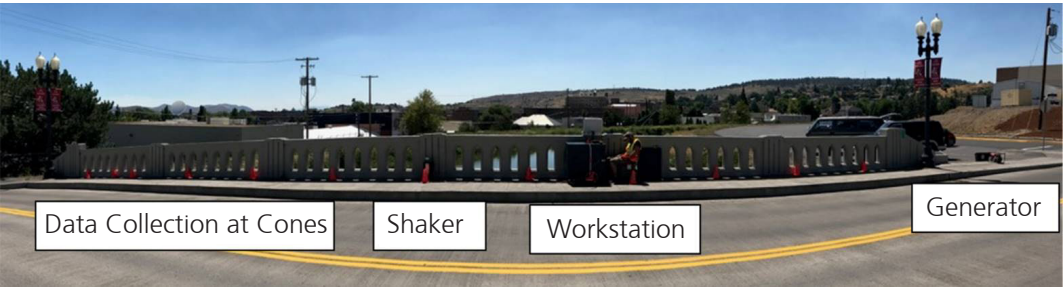 Data Collection at Cones
Shaker
Workstation
Generator